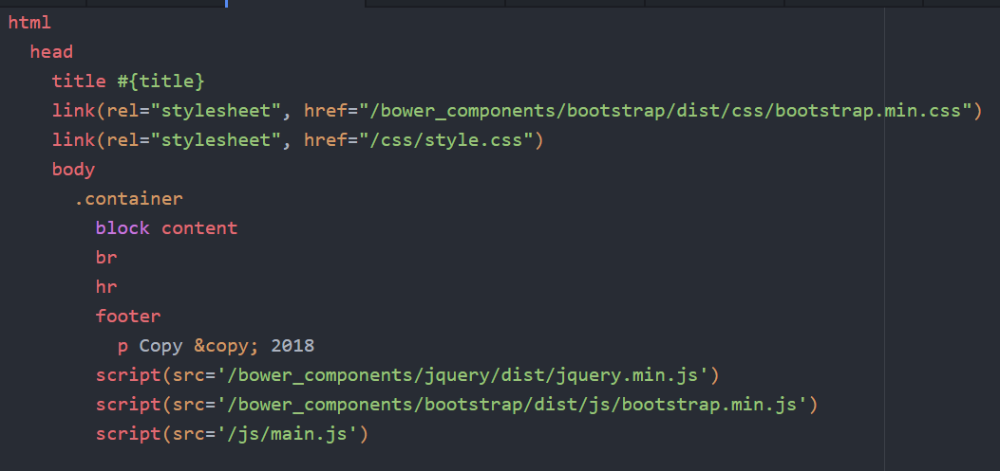 html
  head
    title #{title}
    link(rel="stylesheet", href="/bower_components/bootstrap/dist/css/bootstrap.min.css")
    link(rel="stylesheet", href="/css/style.css")
    body
      .container
        block content
        br
        hr
        footer
          p Copy &copy; 2018
        script(src='/bower_components/jquery/dist/jquery.min.js')
        script(src='/bower_components/bootstrap/dist/js/bootstrap.min.js')
        script(src='/js/main.js')